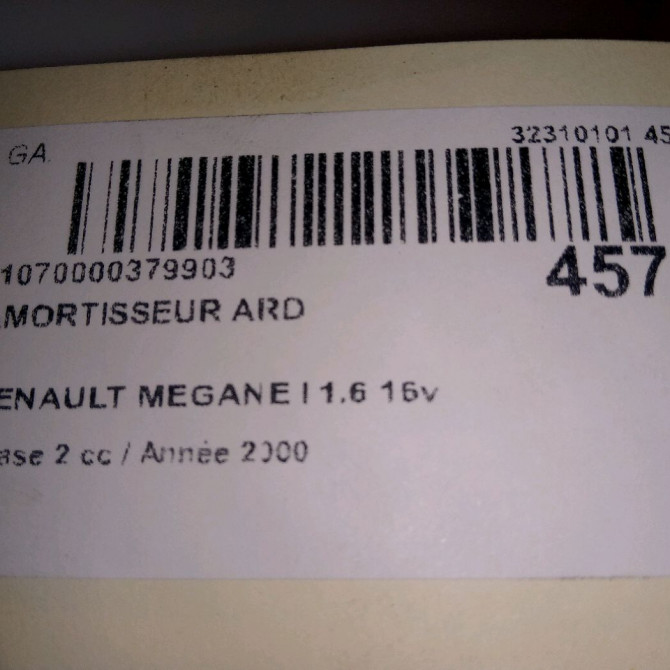 32310101 45
GA
1070000379903
457
MORTISSEUR ARD
ENAULT MEGANE I 1.6 16v
ase 2 cc / Année 2000